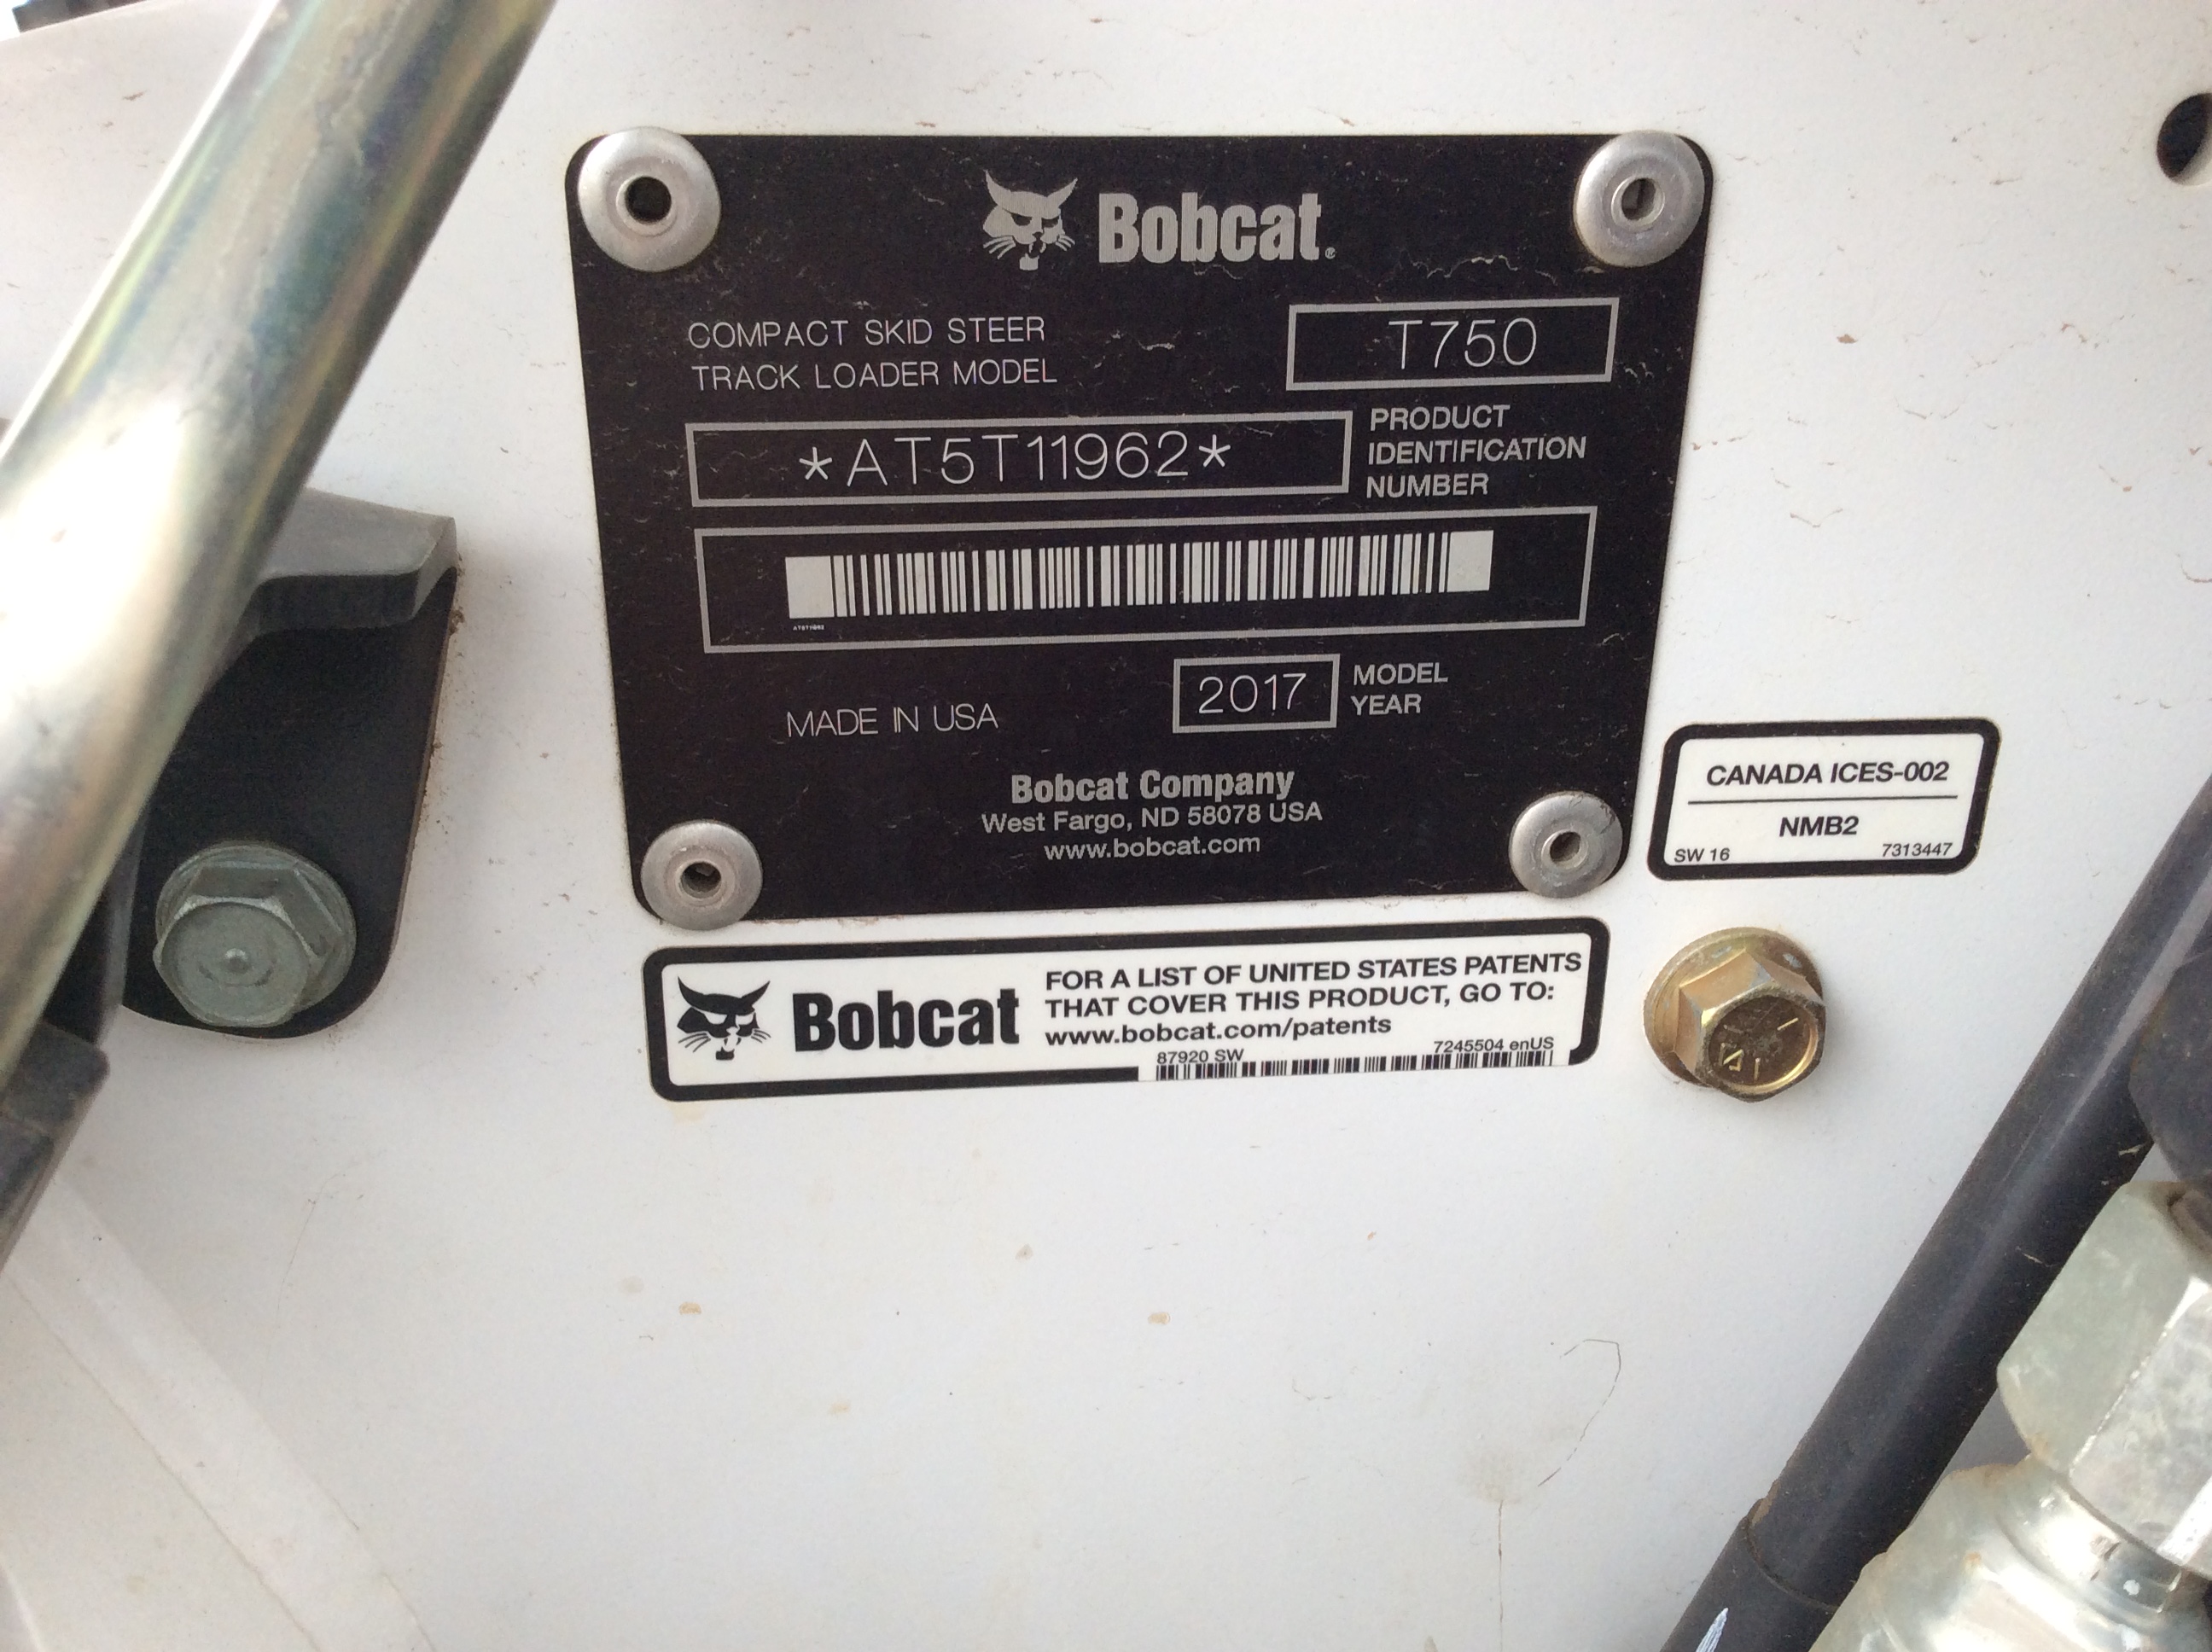 Bobcat®
COMPACT SKID STEER
TRACK LOADER MODEL
T750
*AT5T11962*
PRODUCT
IDENTIFICATION
NUMBER
AT5T11962
MADE IN USA
2017
MODEL
YEAR
Bobcat Company
West Fargo, ND 58078 USA
www.bobcat.com
CANADA ICES-002
NMB2
SW 16
7313447
Bobcat
FOR A LIST OF UNITED STATES PATENTS
THAT COVER THIS PRODUCT, GO TO:
www.bobcat.com/patents
87920 SW
7245504 enUS